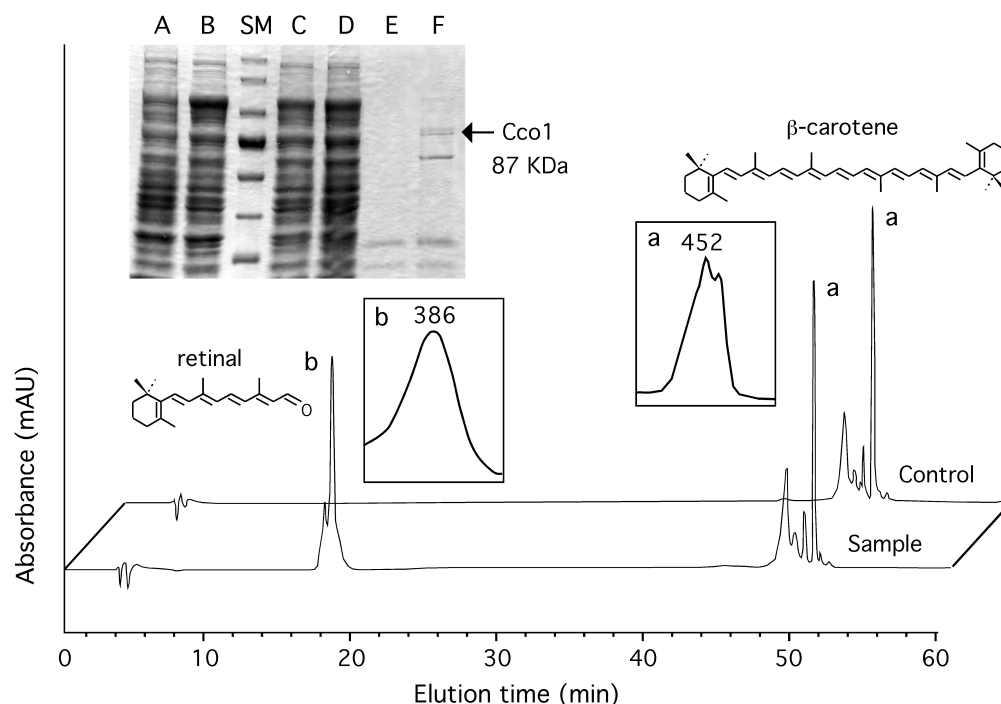 A B SM C D E F
Cco1
87 KDa
β-carotene
a 452
a
a
b 386
retinal
b
O
Control
Sample
Absorbance (mAU)
0 10 20 30 40 50 60
Elution time (min)